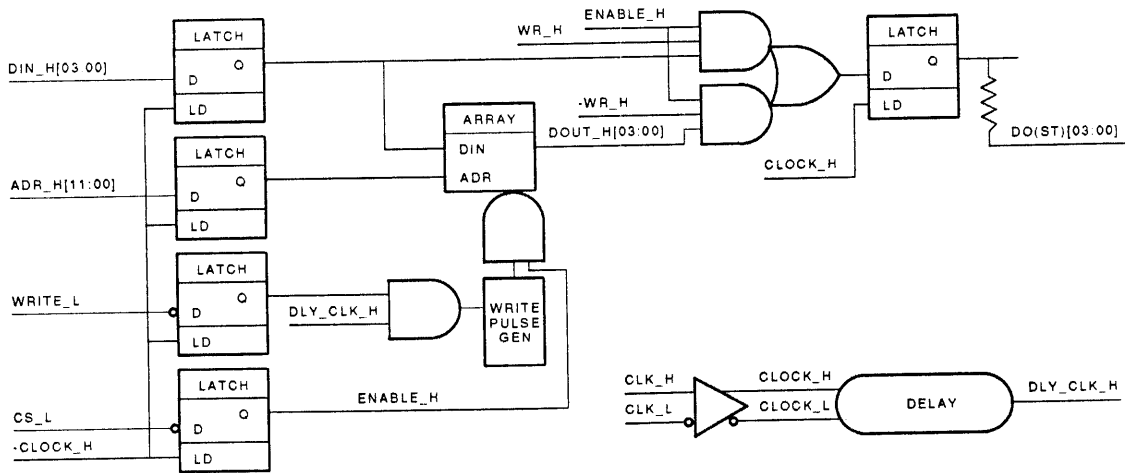 ENABLE_H
LATCH
WR_H
LATCH
Q
DIN_H[03:00]
D
LD
Q
D
LD
-WR_H
DOUT_H[03:00]
DO(ST)[03:00]
CLOCK_H
ARRAY
DIN
ADR
LATCH
Q
ADR_H[11:00]
D
LD
LATCH
Q
WRITE_L
D
LD
DLY_CLK_H
WRITE
PULSE
GEN
LATCH
Q
CS_L
D
-CLOCK_H
LD
ENABLE_H
CLK_H
CLOCK_H
CLK_L
CLOCK_L
DELAY
DLY_CLK_H